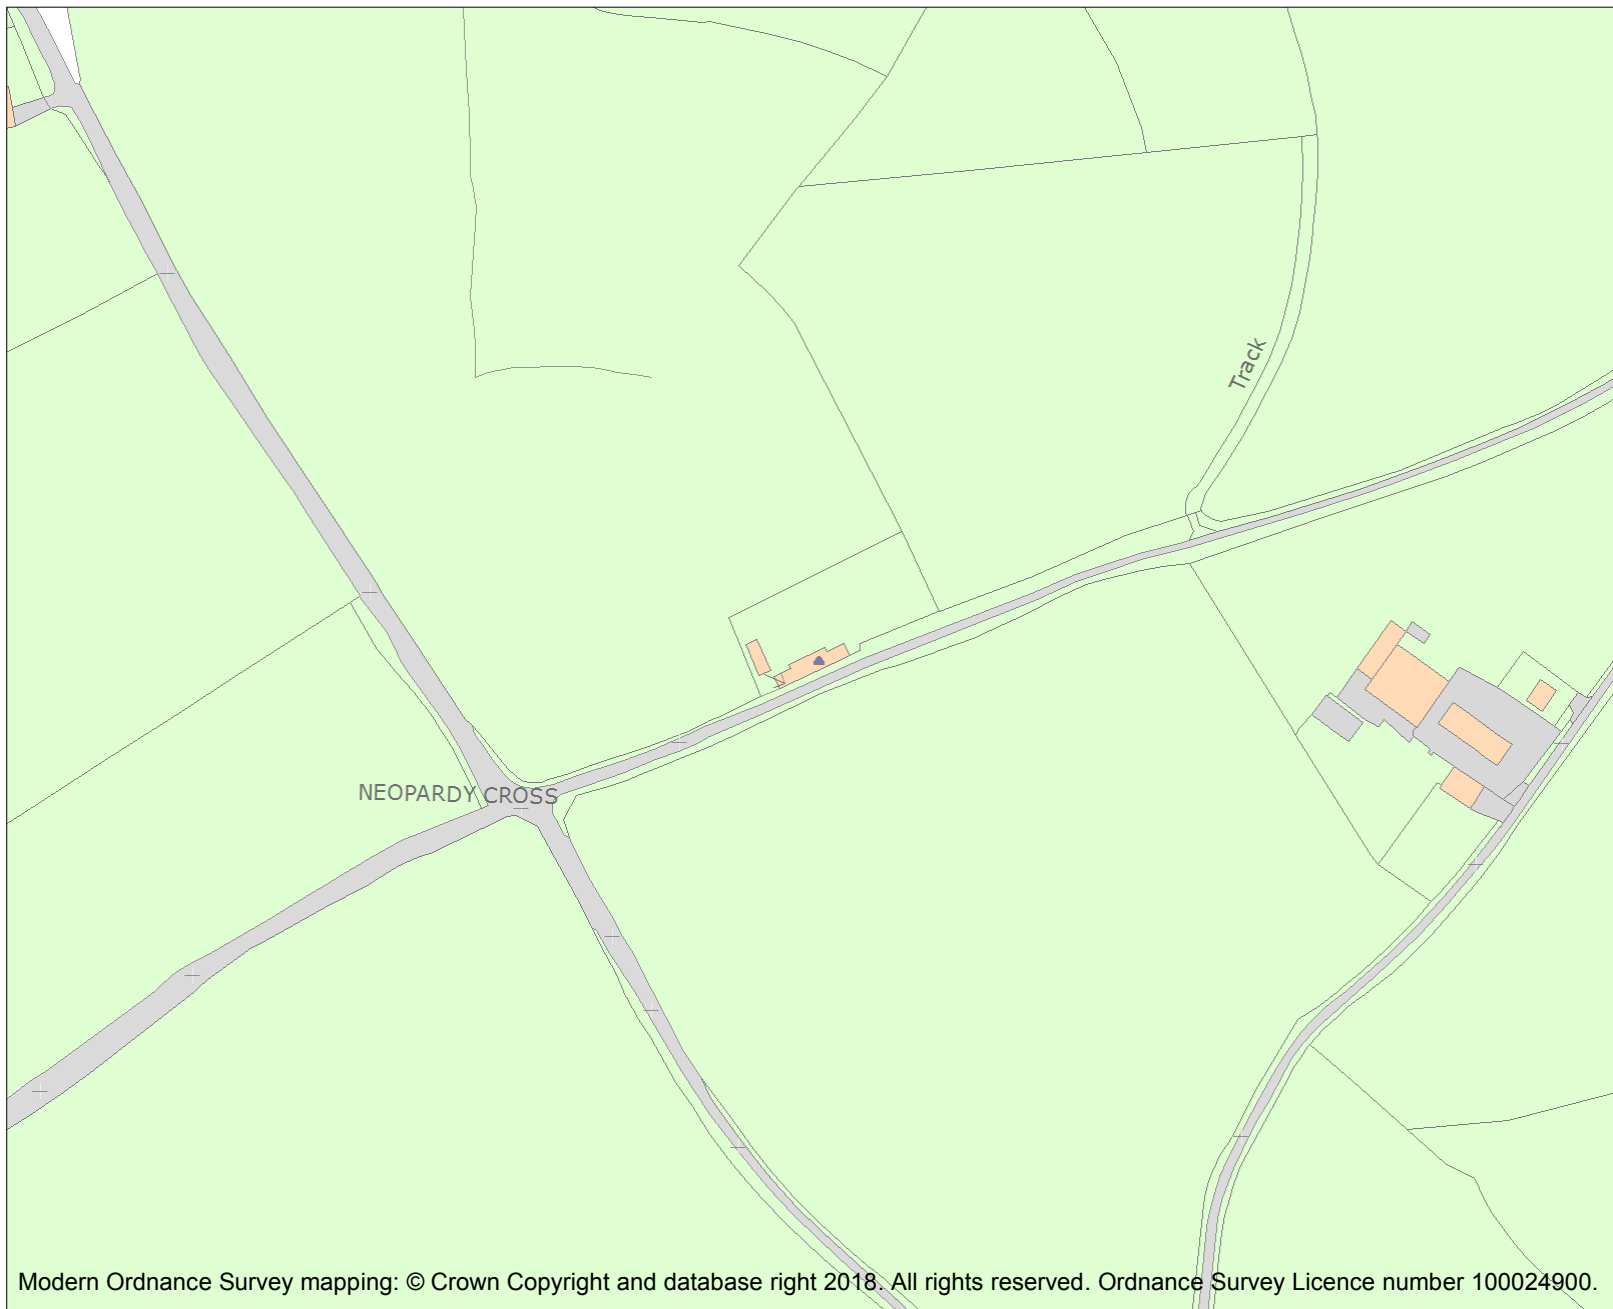 Track
NEOPARDY CROSS
Modern Ordnance Survey mapping: © Crown Copyright and database right 2018. All rights reserved. Ordnance Survey Licence number 100024900.